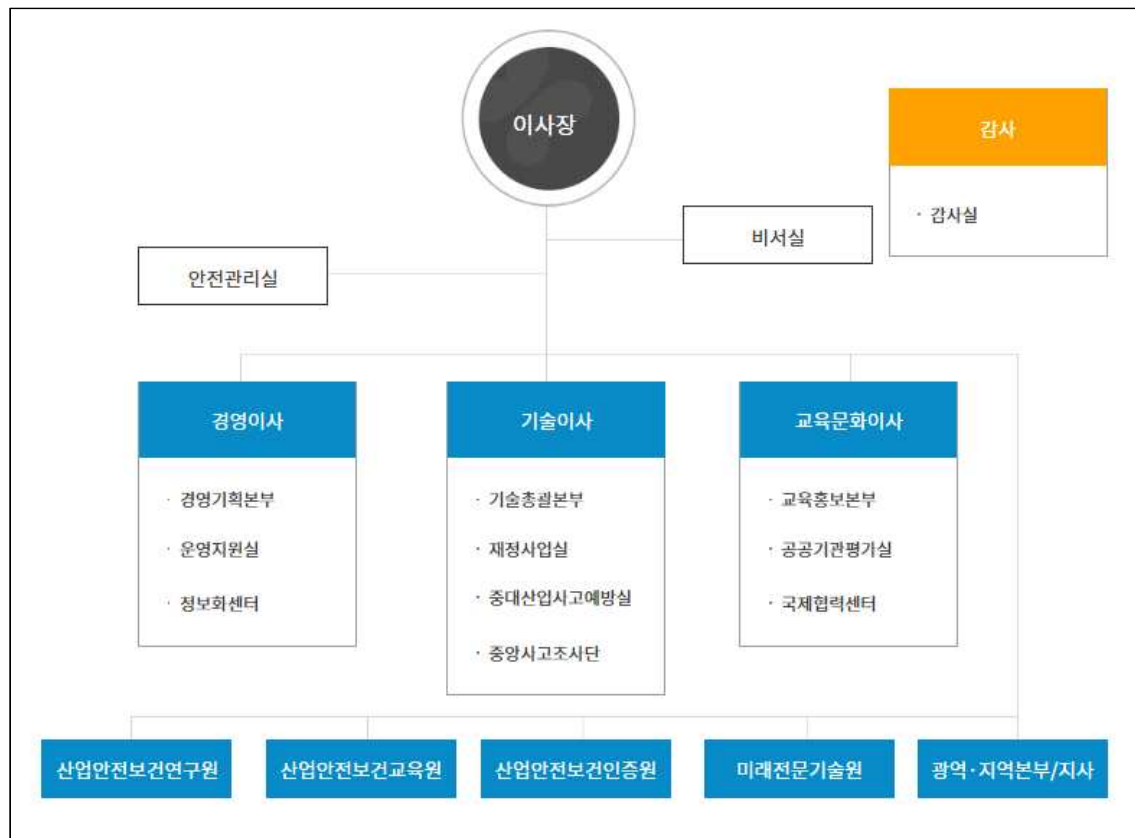 이사장
감사
· 감사실
비서실
안전관리실
경영이사
· 경영기획본부
· 운영지원실
· 정보화센터
기술이사
· 기술총괄본부
· 재정사업실
· 중대산업사고예방실
· 중앙사고조사단
교육문화이사
· 교육홍보본부
· 공공기관평가실
· 국제협력센터
산업안전보건연구원
산업안전보건교육원
산업안전보건인증원
미래전문기술원
광역·지역본부/지사